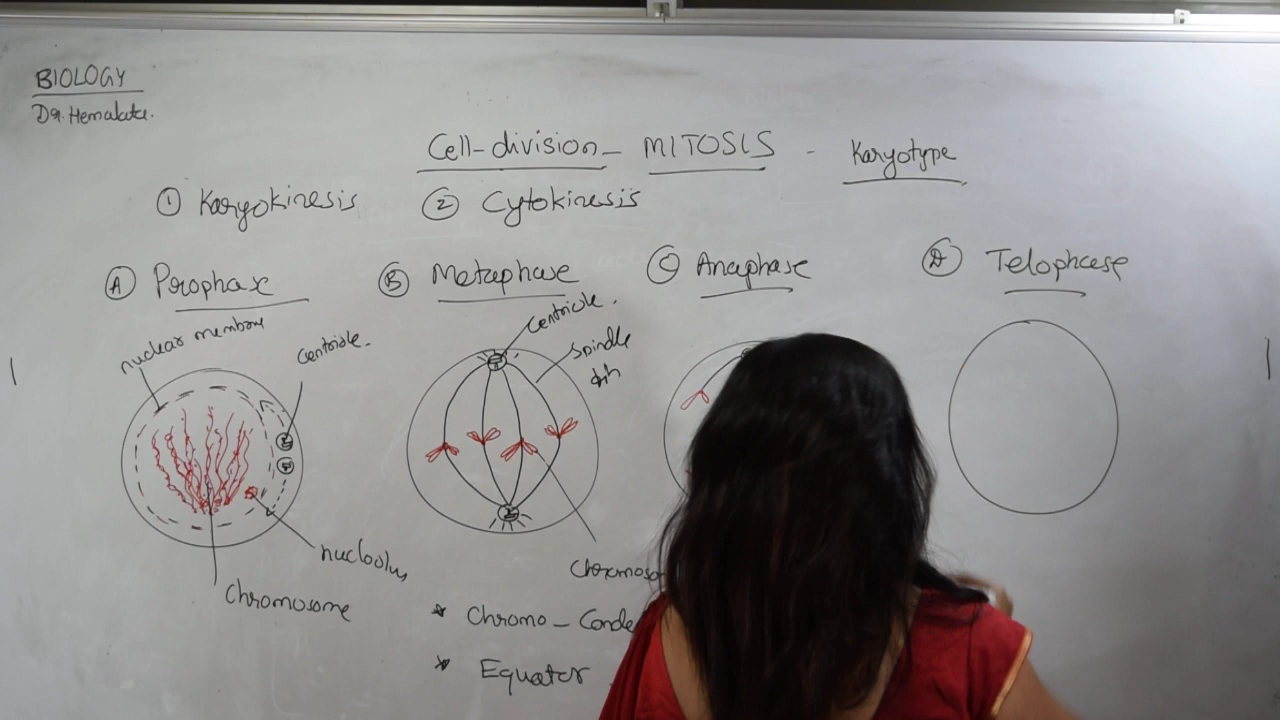 BIOLOGY
Dr. Hemalata.
Cell-division - MITOSIS - Karyotype
① Karyokinesis ② Cytokinesis
Ⓐ Prophase Ⓑ Metaphase Ⓒ Anaphase Ⓓ Telophase
nuclear membrane
Centriole.
Centriole.
Spindle
nucleolus
Chromosome
Chromoso
* Chromo - Conde
* Equator